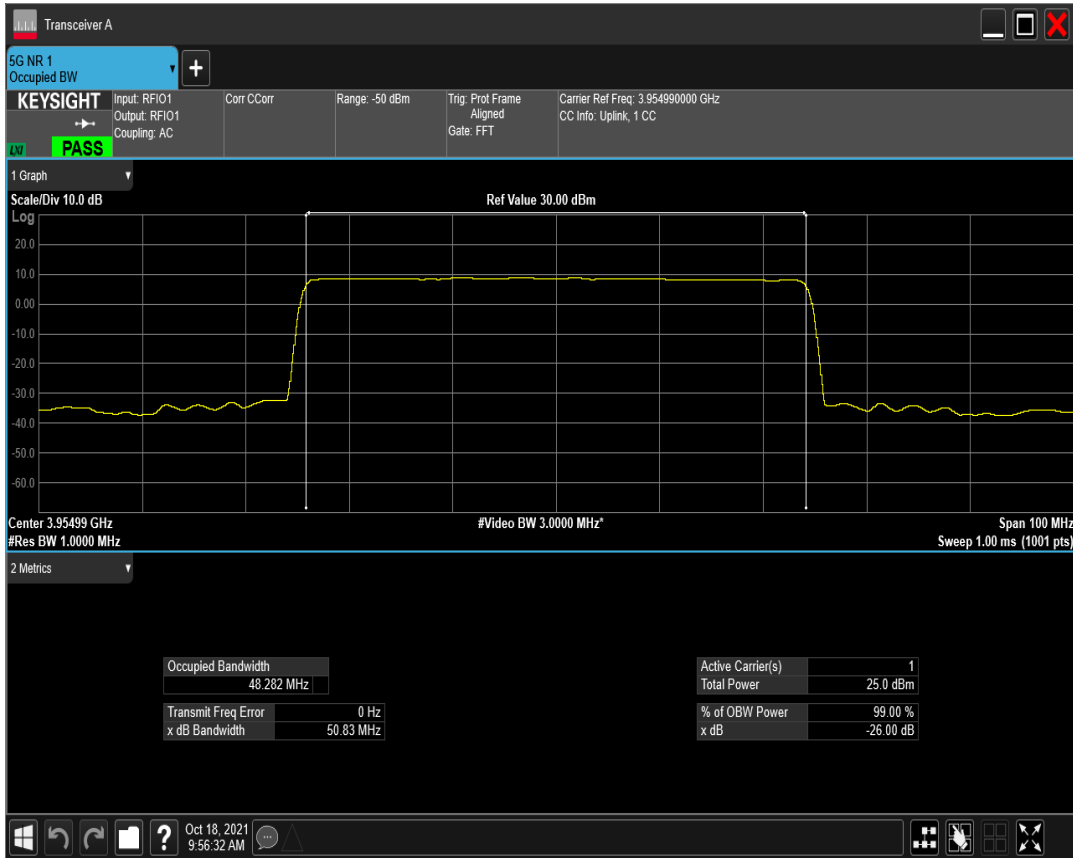 Transceiver A
5G NR 1
Occupied BW
KEYSIGHT
LXI
PASS
Input: RFIO1
Output: RFIO1
Coupling: AC
Corr CCorr
Range: -50 dBm
Trig: Prot Frame
Aligned
Gate: FFT
Carrier Ref Freq: 3.954990000 GHz
CC Info: Uplink, 1 CC
1 Graph
Scale/Div 10.0 dB
Ref Value 30.00 dBm
Log
20.0
10.0
0.00
-10.0
-20.0
-30.0
-40.0
-50.0
-60.0
Center 3.95499 GHz
#Video BW 3.0000 MHz*
Span 100 MHz
#Res BW 1.0000 MHz
Sweep 1.00 ms (1001 pts)
2 Metrics
Occupied Bandwidth
48.282 MHz
Transmit Freq Error 0 Hz
x dB Bandwidth 50.83 MHz
Active Carrier(s) 1
Total Power 25.0 dBm
% of OBW Power 99.00 %
x dB -26.00 dB
?
Oct 18, 2021
9:56:32 AM